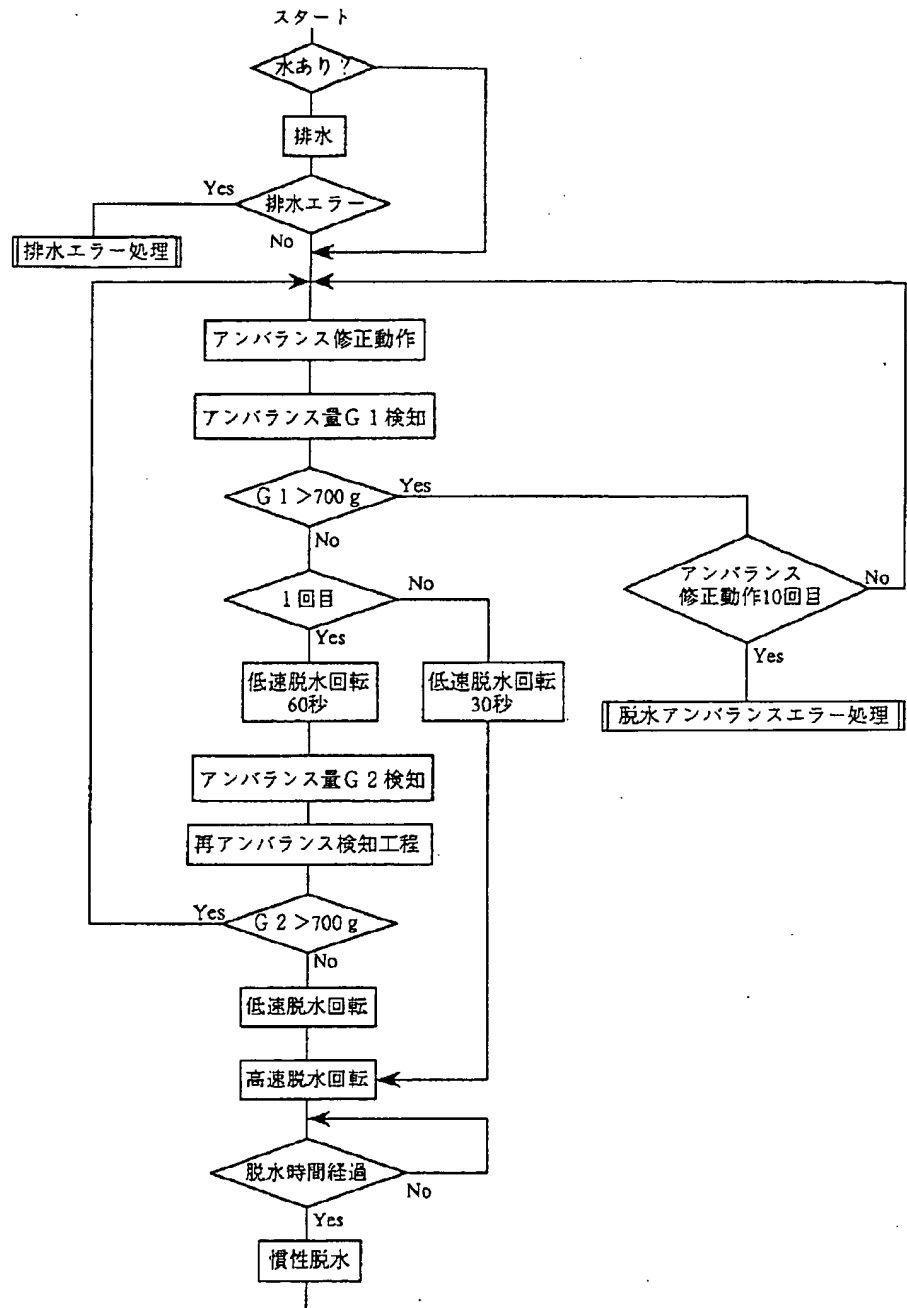 スタート
水あり?
排水
Yes
排水エラー
No
排水エラー処理
アンバランス修正動作
アンバランス量G1検知
G1>700g
Yes
No
アンバランス
修正動作10回目
No
Yes
脱水アンバランスエラー処理
1回目
No
Yes
低速脱水回転
60秒
低速脱水回転
30秒
アンバランス量G2検知
再アンバランス検知工程
Yes
G2>700g
No
低速脱水回転
高速脱水回転
脱水時間経過
No
Yes
慣性脱水